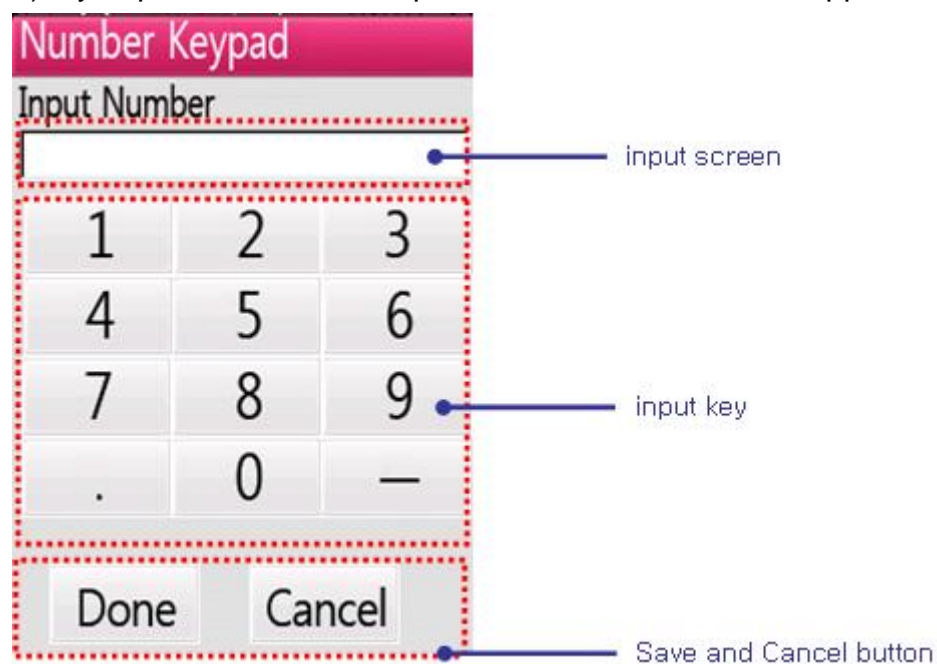 Number Keypad
Input Number
input screen
1 2 3
4 5 6
7 8 9
input key
. 0 –
Done Cancel
Save and Cancel button